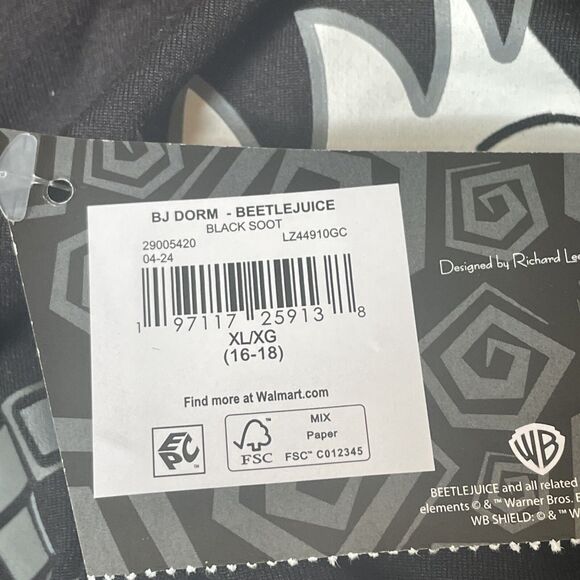 BJ DORM - BEETLEJUICE
BLACK SOOT
29005420 LZ44910GC
04-24
1 97117 25913 8
XL/XG
(16-18)
Find more at Walmart.com
EPC™
FSC
MIX
Paper
FSC™ C012345
Designed by Richard
WB
BEETLEJUICE and all related
elements © & ™ Warner Bros.
WB SHIELD: © & ™